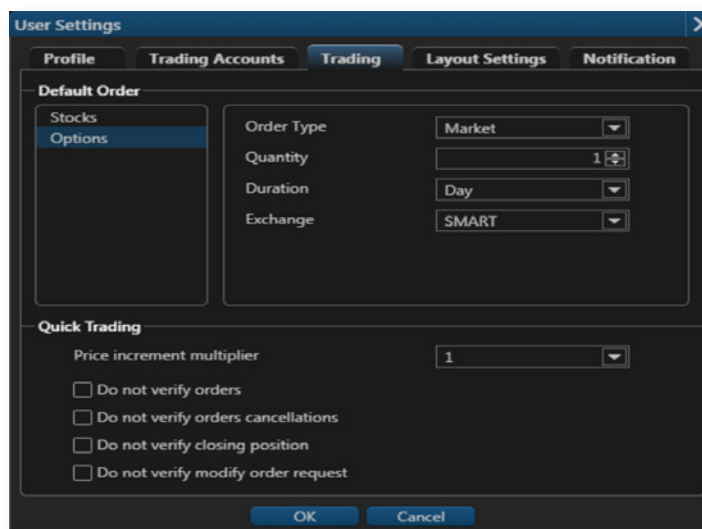 User Settings
Profile
Trading Accounts
Trading
Layout Settings
Notification
Default Order
Stocks
Options
Order Type
Market
Quantity
1
Duration
Day
Exchange
SMART
Quick Trading
Price increment multiplier
1
Do not verify orders
Do not verify orders cancellations
Do not verify closing position
Do not verify modify order request
OK
Cancel